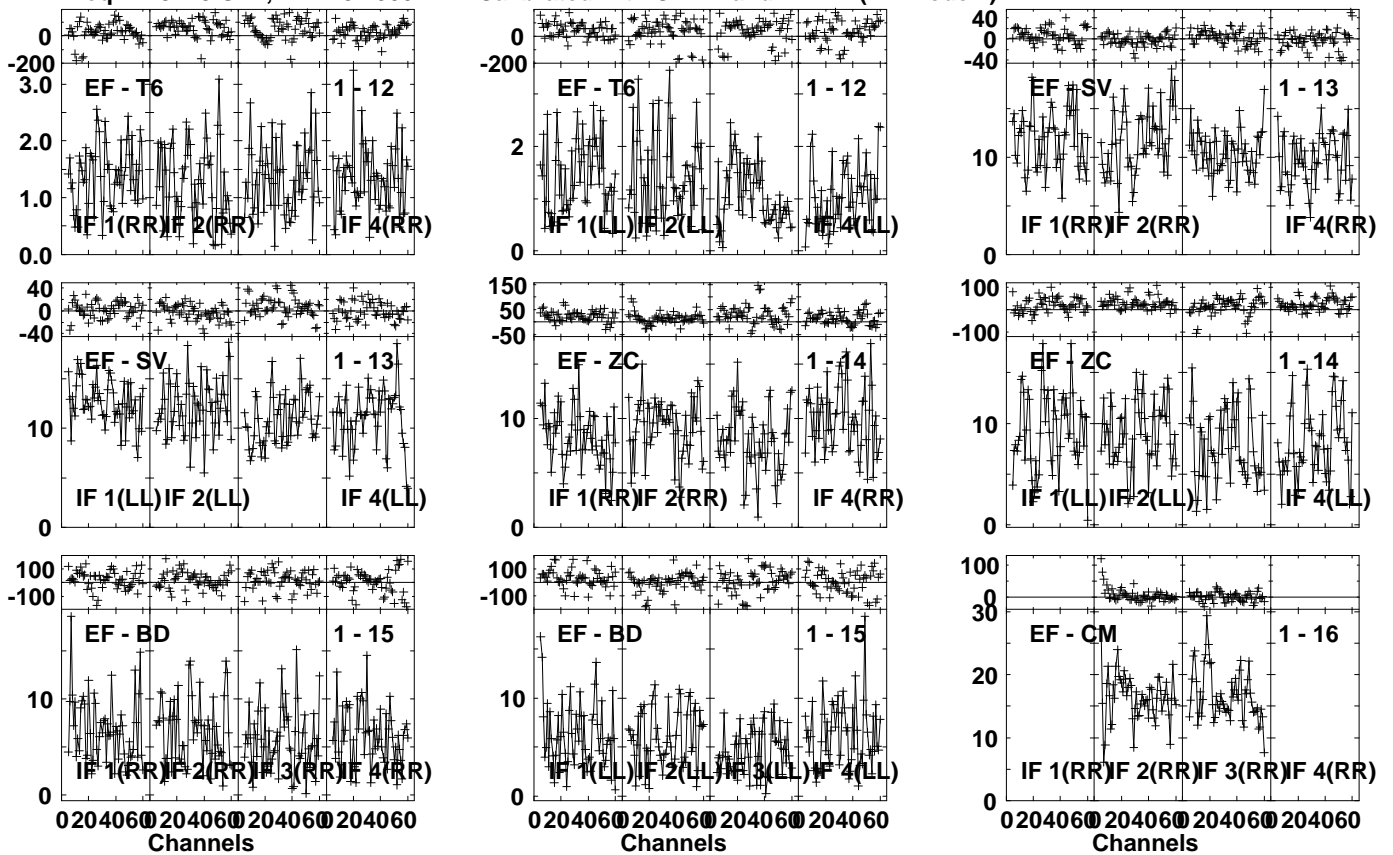 0
-200
EF - T6
1 - 12
3.0
2.0
1.0
0.0
IF 1(RR)
IF 2(RR)
IF 4(RR)
0
-200
EF - T6
1 - 12
2
0
IF 1(LL)
IF 2(LL)
IF 4(LL)
40
0
-40
EF - SV
1 - 13
10
0
IF 1(RR)
IF 2(RR)
IF 4(RR)
40
0
-40
EF - SV
1 - 13
10
0
IF 1(LL)
IF 2(LL)
IF 4(LL)
150
50
-50
EF - ZC
1 - 14
10
0
IF 1(RR)
IF 2(RR)
IF 4(RR)
100
-100
EF - ZC
1 - 14
10
0
IF 1(LL)
IF 2(LL)
IF 4(LL)
100
-100
EF - BD
1 - 15
10
0
IF 1(RR)
IF 2(RR)
IF 3(RR)
IF 4(RR)
0 20 40 60 0 20 40 60 0 20 40 60 0 20 40 60
Channels
100
-100
EF - BD
1 - 15
10
0
IF 1(LL)
IF 2(LL)
IF 3(LL)
IF 4(LL)
0 20 40 60 0 20 40 60 0 20 40 60 0 20 40 60
Channels
100
0
EF - CM
1 - 16
30
20
10
0
IF 1(RR)
IF 2(RR)
IF 3(RR)
IF 4(RR)
0 20 40 60 0 20 40 60 0 20 40 60 0 20 40 60
Channels